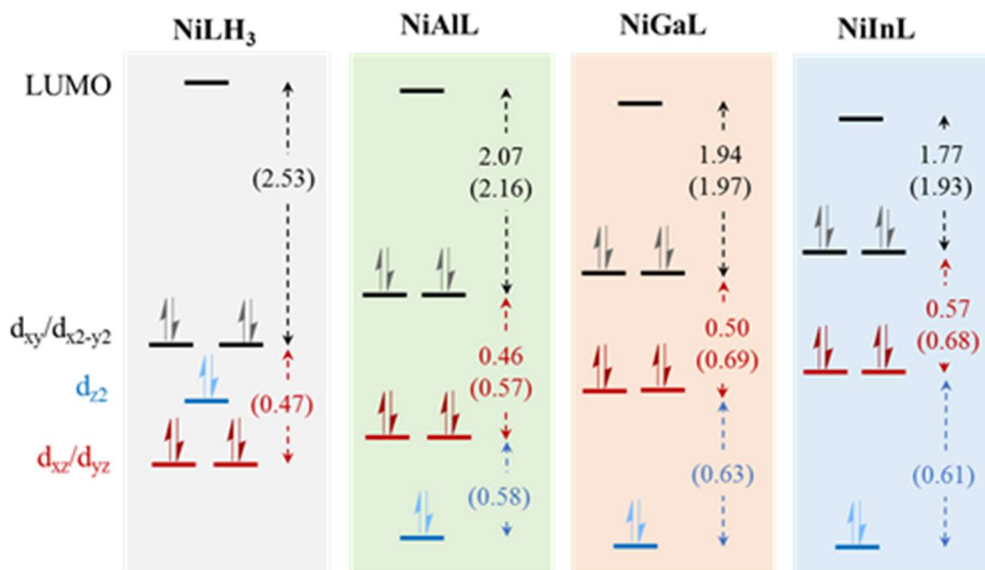 NiLH₃
NiAlL
NiGaL
NiInL
LUMO
(2.53)
2.07
(2.16)
1.94
(1.97)
1.77
(1.93)
dxy/dx2-y2
dz2
dxz/dyz
(0.47)
0.46
(0.57)
0.50
(0.69)
0.57
(0.68)
(0.58)
(0.63)
(0.61)